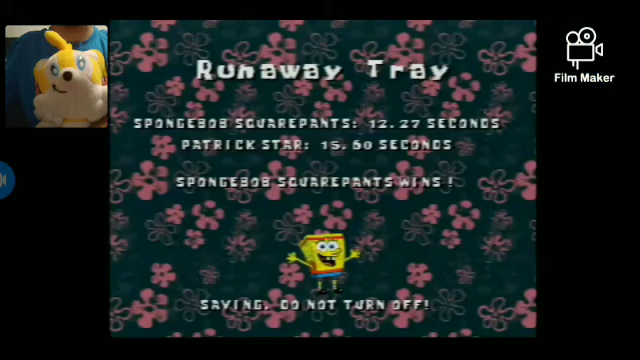 Runaway Tray
SPONGEBOB SQUAREPANTS: 12.27 SECONDS
PATRICK STAR: 15.60 SECONDS
SPONGEBOB SQUAREPANTS WINS !
SAVING, DO NOT TURN OFF!
Film Maker